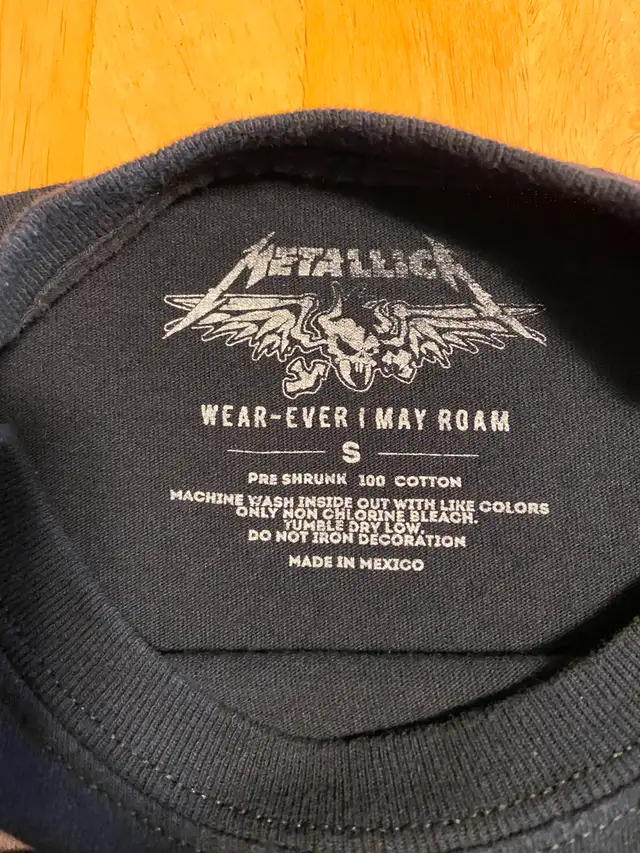 METALLICA
WEAR-EVER I MAY ROAM
S
PRE SHRUNK 100 COTTON
MACHINE WASH INSIDE OUT WITH LIKE COLORS
ONLY NON CHLORINE BLEACH.
TUMBLE DRY LOW.
DO NOT IRON DECORATION
MADE IN MEXICO